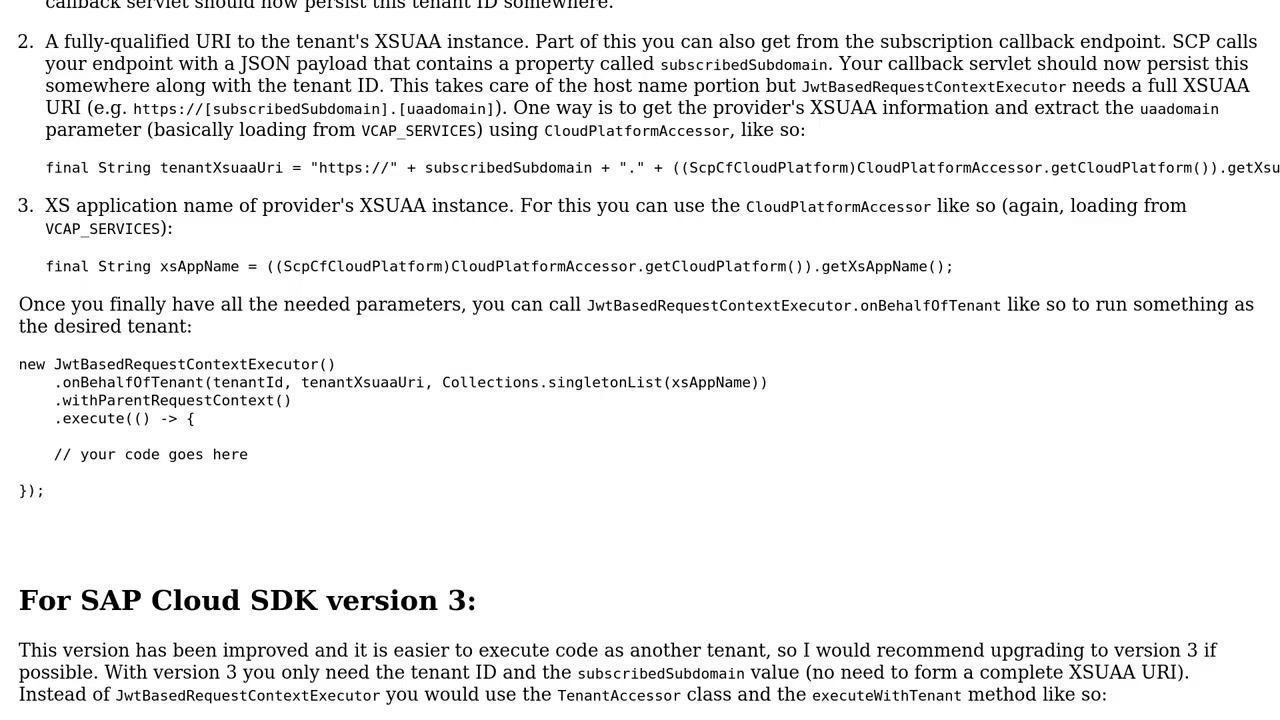 callback servlet should now persist this tenant ID somewhere.
2. A fully-qualified URI to the tenant's XSUAA instance. Part of this you can also get from the subscription callback endpoint. SCP calls
your endpoint with a JSON payload that contains a property called subscribedSubdomain. Your callback servlet should now persist this
somewhere along with the tenant ID. This takes care of the host name portion but JwtBasedRequestContextExecutor needs a full XSUAA
URI (e.g. https://[subscribedSubdomain].[uaadomain]). One way is to get the provider's XSUAA information and extract the uaadomain
parameter (basically loading from VCAP_SERVICES) using CloudPlatformAccessor, like so:
final String tenantXsuaaUri = "https://" + subscribedSubdomain + "." + ((ScpCfCloudPlatform)CloudPlatformAccessor.getCloudPlatform()).getXsu
3. XS application name of provider's XSUAA instance. For this you can use the CloudPlatformAccessor like so (again, loading from
VCAP_SERVICES):
final String xsAppName = ((ScpCfCloudPlatform)CloudPlatformAccessor.getCloudPlatform()).getXsAppName();
Once you finally have all the needed parameters, you can call JwtBasedRequestContextExecutor.onBehalfOfTenant like so to run something as
the desired tenant:
new JwtBasedRequestContextExecutor()
    .onBehalfOfTenant(tenantId, tenantXsuaaUri, Collections.singletonList(xsAppName))
    .withParentRequestContext()
    .execute(() -> {
    // your code goes here
});
For SAP Cloud SDK version 3:
This version has been improved and it is easier to execute code as another tenant, so I would recommend upgrading to version 3 if
possible. With version 3 you only need the tenant ID and the subscribedSubdomain value (no need to form a complete XSUAA URI).
Instead of JwtBasedRequestContextExecutor you would use the TenantAccessor class and the executeWithTenant method like so: